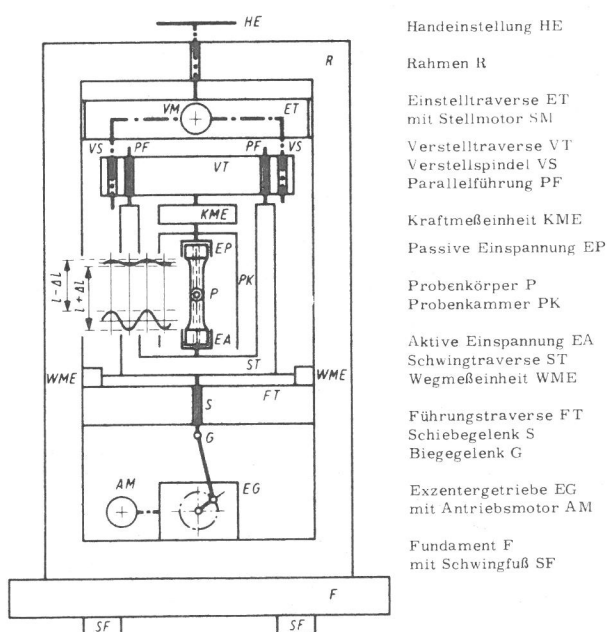 HE
R
VM
ET
VS
PF
PF
VS
VT
KME
EP
PK
P
l-Δl
l+Δl
EA
ST
WME
WME
FT
S
G
AM
EG
F
SF
SF
Handeinstellung HE
Rahmen R
Einstelltraverse ET
mit Stellmotor SM
Verstelltraverse VT
Verstellspindel VS
Parallelführung PF
Kraftmeßeinheit KME
Passive Einspannung EP
Probenkörper P
Probenkammer PK
Aktive Einspannung EA
Schwingtraverse ST
Wegmeßeinheit WME
Führungstraverse FT
Schiebegelenk S
Biegegelenk G
Exzentergetriebe EG
mit Antriebsmotor AM
Fundament F
mit Schwingfuß SF